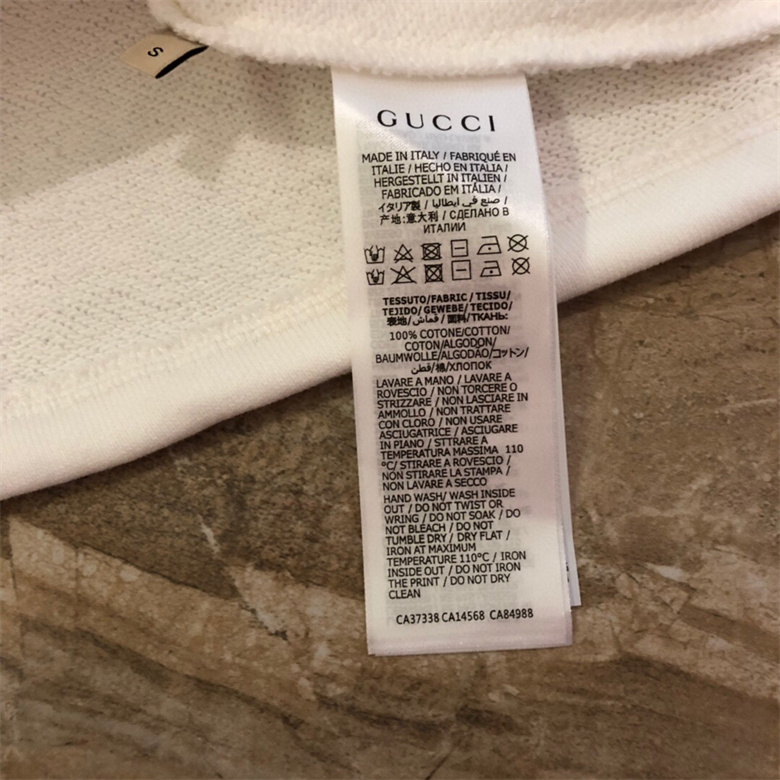 S
GUCCI
MADE IN ITALY / FABRIQUÉ EN
ITALIE / HECHO EN ITALIA /
HERGESTELLT IN ITALIEN /
FABRICADO EM ITÁLIA /
イタリア製 / صنع في ايطاليا /
产地:意大利 / СДЕЛАНО В
ИТАЛИИ
TESSUTO/FABRIC / TISSU/
TEJIDO/ GEWEBE/ TECIDO/
表地/قماش / 面料/ТКАНЬ:
100% COTONE/COTTON/
COTON/ALGODON/
BAUMWOLLE/ALGODÃO/コットン/
قطن/棉/ХЛОПОК
LAVARE A MANO / LAVARE A
ROVESCIO / NON TORCERE O
STRIZZARE / NON LASCIARE IN
AMMOLLO / NON TRATTARE
CON CLORO / NON USARE
ASCIUGATRICE / ASCIUGARE
IN PIANO / STTRARE A
TEMPERATURA MASSIMA 110
°C/ STIRARE A ROVESCIO /
NON STIRARE LA STAMPA /
NON LAVARE A SECCO
HAND WASH/ WASH INSIDE
OUT / DO NOT TWIST OR
WRING / DO NOT SOAK / DO
NOT BLEACH / DO NOT
TUMBLE DRY / DRY FLAT /
IRON AT MAXIMUM
TEMPERATURE 110°C / IRON
INSIDE OUT / DO NOT IRON
THE PRINT / DO NOT DRY
CLEAN
CA37338 CA14568 CA84988